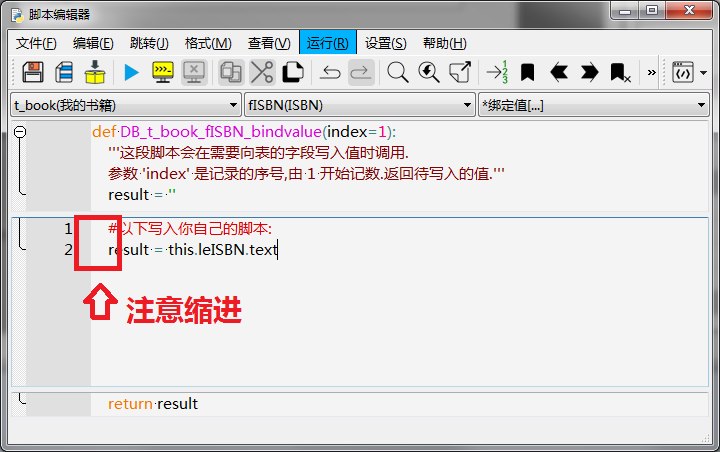 脚本编辑器
文件(F) 编辑(E) 跳转(J) 格式(M) 查看(V) 运行(R) 设置(S) 帮助(H)
t_book(我的书籍) fISBN(ISBN) *绑定值[...]
def DB_t_book_fISBN_bindvalue(index=1):
'''这段脚本会在需要向表的字段写入值时调用.
参数 'index' 是记录的序号,由 1 开始记数.返回待写入的值.'''
result = ''
1 #以下写入你自己的脚本:
2 result = this.leISBN.text
注意缩进
return result